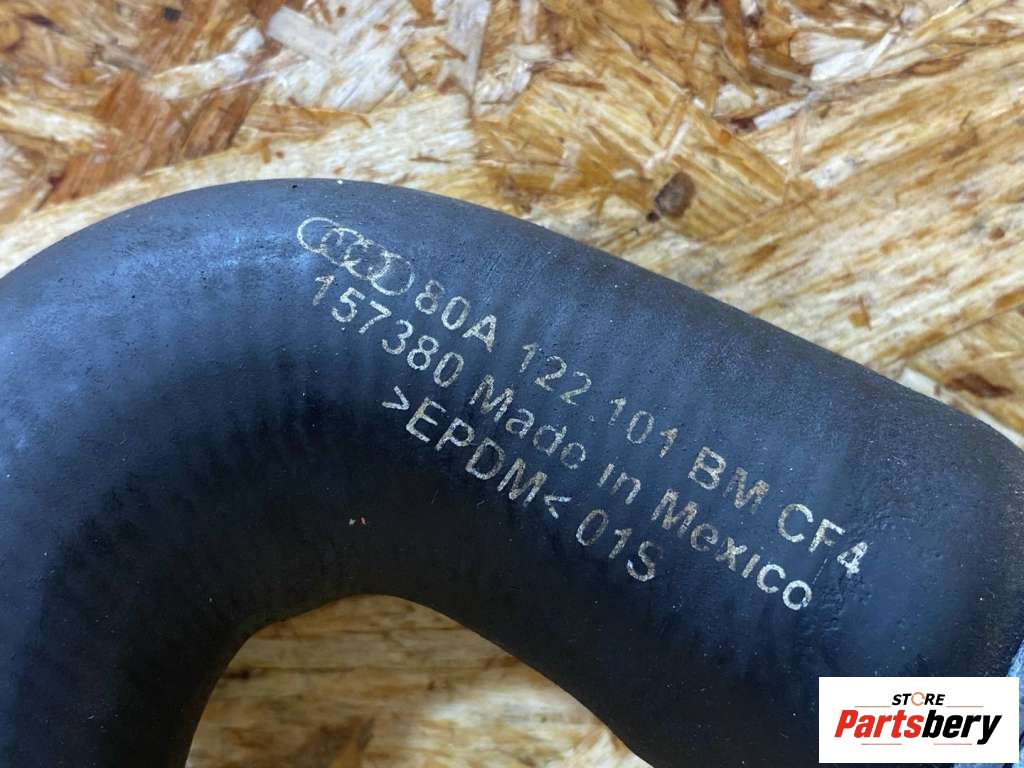 80A 122.101 BM CF4
157380 Made in Mexico
>EPDM< 01S
STORE
Partsbery